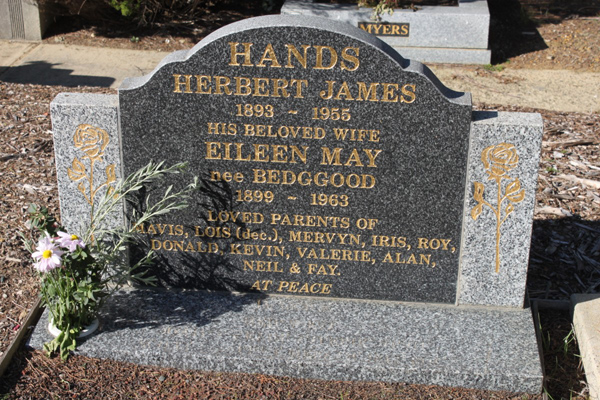 MYERS
HANDS
HERBERT JAMES
1893 ~ 1955
HIS BELOVED WIFE
EILEEN MAY
nee BEDGGOOD
1899 ~ 1963
LOVED PARENTS OF
MAVIS, LOIS (dec.), MERVYN, IRIS, ROY,
DONALD, KEVIN, VALERIE, ALAN,
NEIL & FAY.
AT PEACE